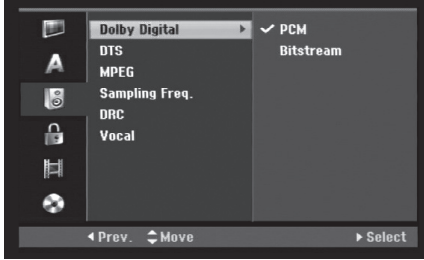 Dolby Digital ▶ ✓ PCM
DTS Bitstream
MPEG
A
Sampling Freq.
DRC
Vocal
◀ Prev. Move ▶ Select